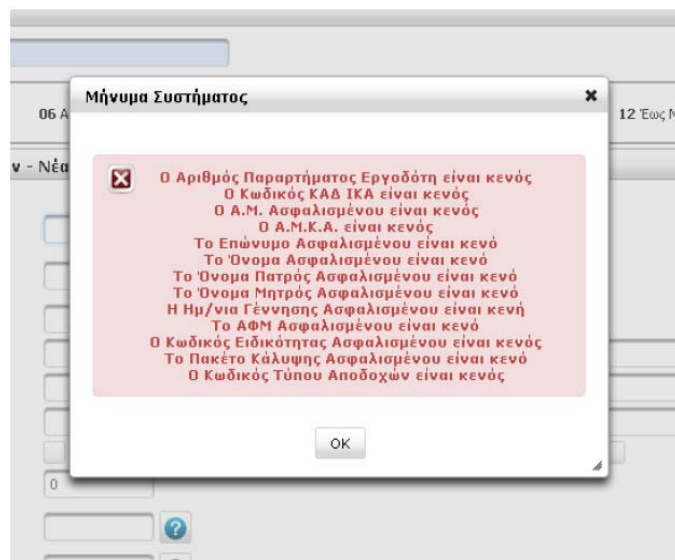 Μήνυμα Συστήματος
06 Α
12 Έως
ν - Νέα
Ο Αριθμός Παραρτήματος Εργοδότη είναι κενός
Ο Κωδικός ΚΑΔ ΙΚΑ είναι κενός
Ο Α.Μ. Ασφαλισμένου είναι κενός
Ο Α.Μ.Κ.Α. είναι κενός
Το Επώνυμο Ασφαλισμένου είναι κενό
Το Όνομα Ασφαλισμένου είναι κενό
Το Όνομα Πατρός Ασφαλισμένου είναι κενό
Το Όνομα Μητρός Ασφαλισμένου είναι κενό
Η Ημ/νια Γέννησης Ασφαλισμένου είναι κενή
Το ΑΦΜ Ασφαλισμένου είναι κενό
Ο Κωδικός Ειδικότητας Ασφαλισμένου είναι κενός
Το Πακέτο Κάλυψης Ασφαλισμένου είναι κενό
Ο Κωδικός Τύπου Αποδοχών είναι κενός
OK
0